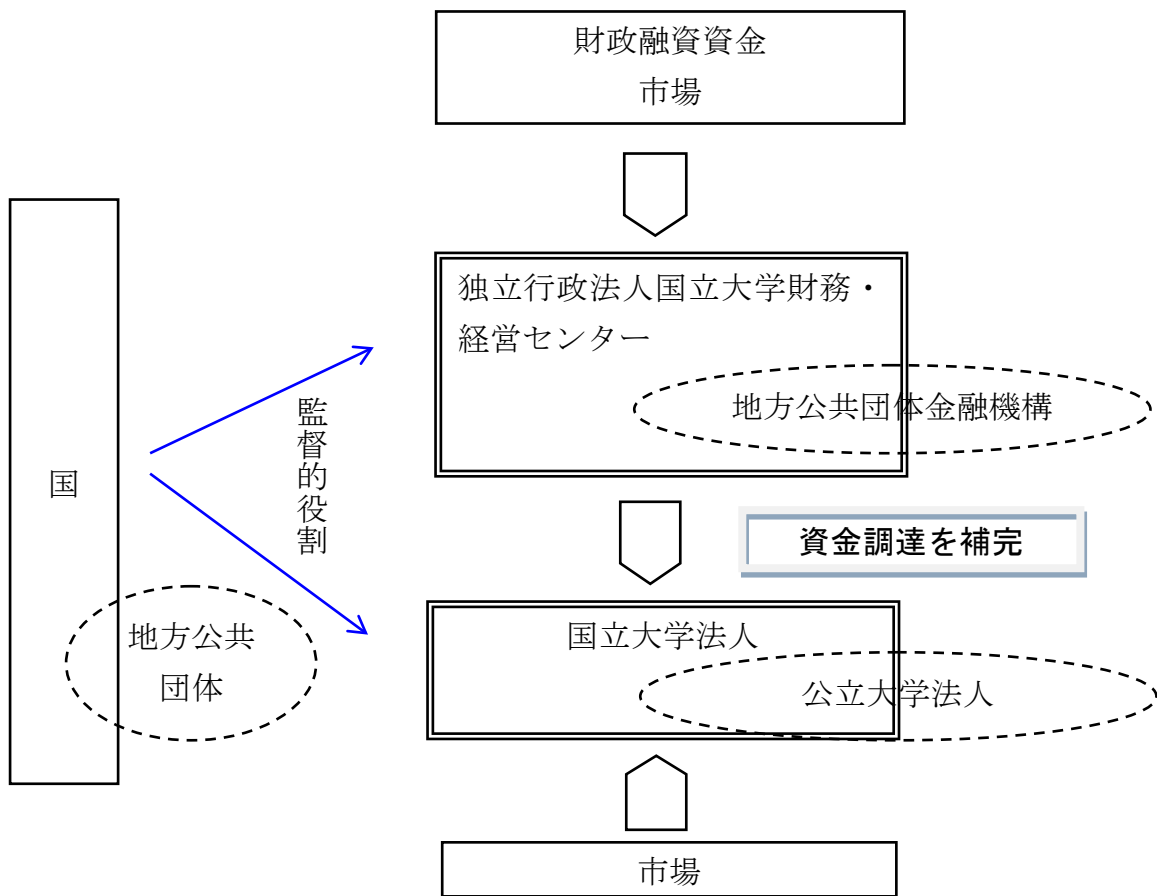 財政融資資金
市場
独立行政法人国立大学財務・
経営センター
地方公共団体金融機構
監督的役割
国
資金調達を補完
地方公共
団体
国立大学法人
公立大学法人
市場